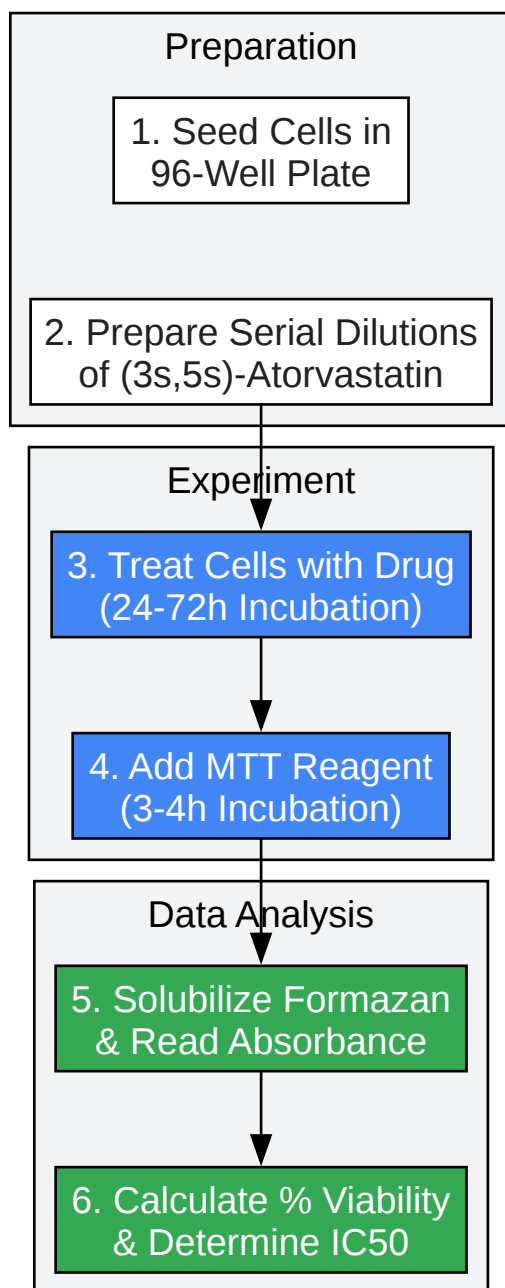 Preparation
1. Seed Cells in
96-Well Plate
2. Prepare Serial Dilutions
of (3s,5s)-Atorvastatin
Experiment
3. Treat Cells with Drug
(24-72h Incubation)
4. Add MTT Reagent
(3-4h Incubation)
Data Analysis
5. Solubilize Formazan
& Read Absorbance
6. Calculate % Viability
& Determine IC50